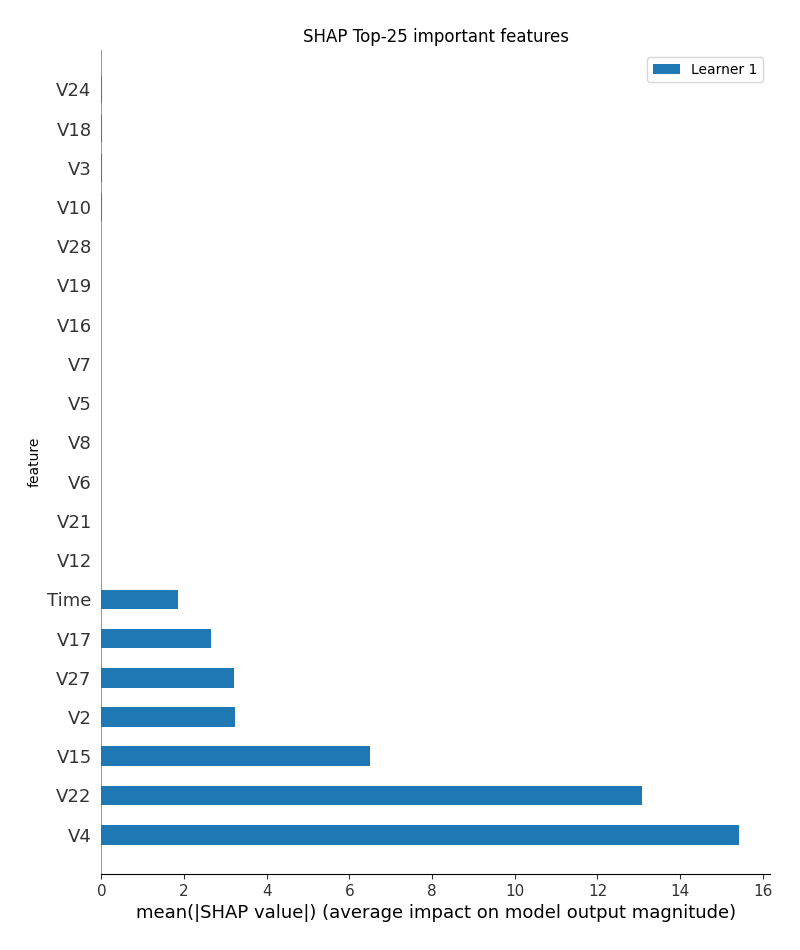 SHAP Top-25 important features
Learner 1
V24
V18
V3
V10
V28
V19
V16
V7
V5
V8
V6
V21
V12
Time
V17
V27
V2
V15
V22
V4
feature
0 2 4 6 8 10 12 14 16
mean(|SHAP value|) (average impact on model output magnitude)